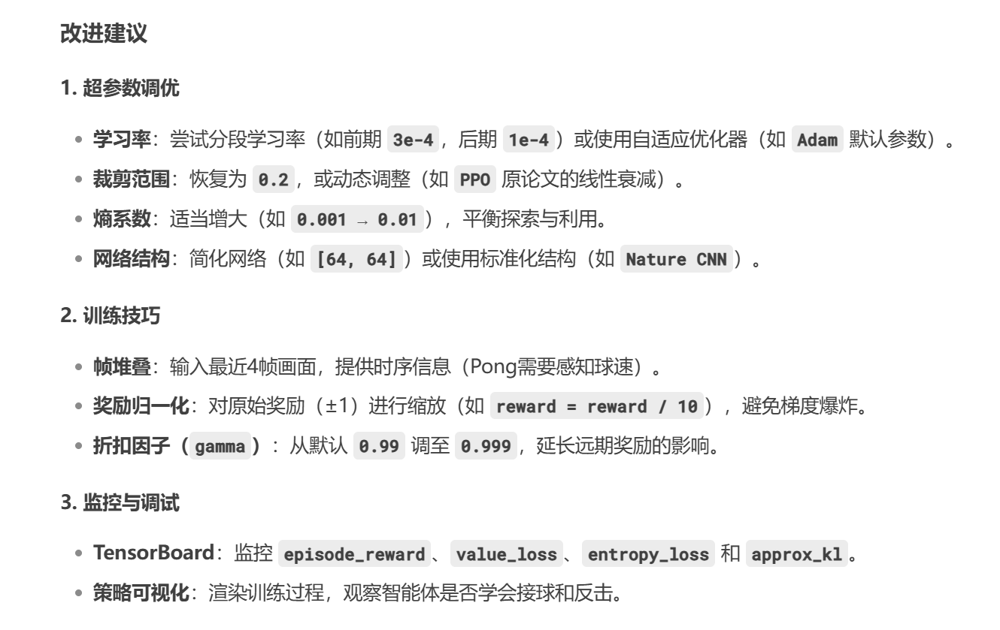 改进建议
1. 超参数调优
学习率：尝试分段学习率（如前期 3e-4，后期 1e-4）或使用自适应优化器（如 Adam 默认参数）。
裁剪范围：恢复为 0.2，或动态调整（如 PPO 原论文的线性衰减）。
熵系数：适当增大（如 0.001 → 0.01），平衡探索与利用。
网络结构：简化网络（如 [64, 64]）或使用标准化结构（如 Nature CNN）。
2. 训练技巧
帧堆叠：输入最近4帧画面，提供时序信息（Pong需要感知球速）。
奖励归一化：对原始奖励（±1）进行缩放（如 reward = reward / 10），避免梯度爆炸。
折扣因子（gamma）：从默认 0.99 调至 0.999，延长远期奖励的影响。
3. 监控与调试
TensorBoard：监控 episode_reward、value_loss、entropy_loss 和 approx_kl。
策略可视化：渲染训练过程，观察智能体是否学会接球和反击。